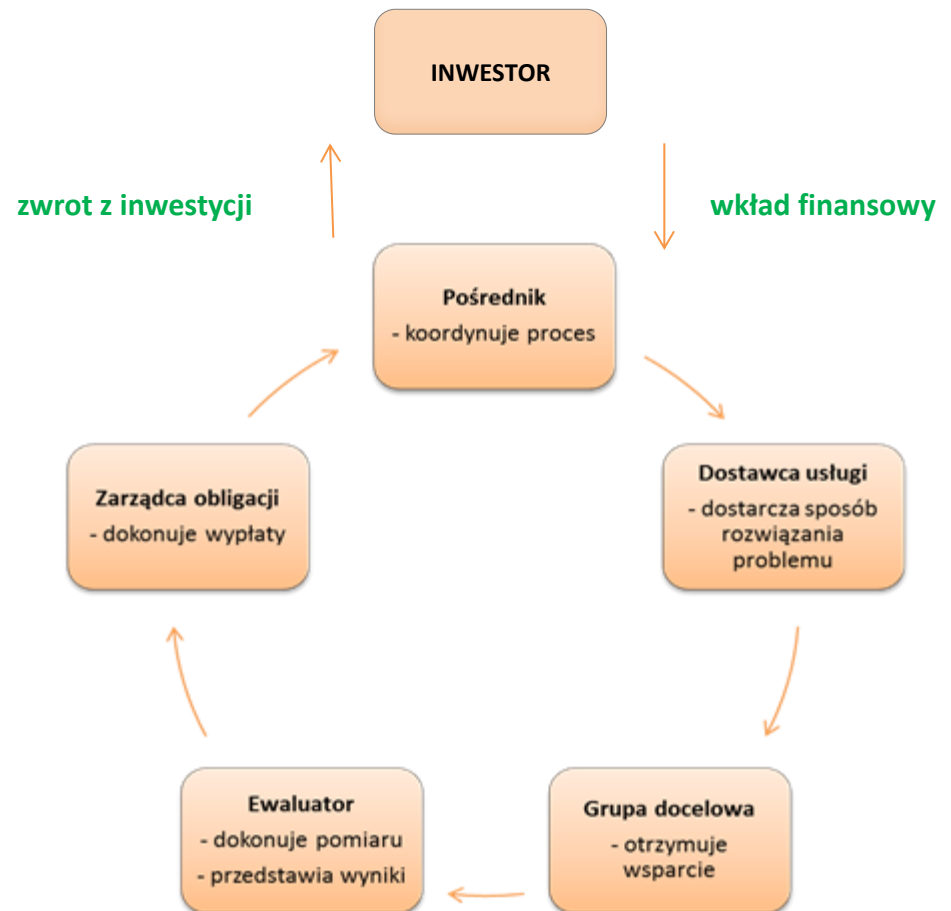 INWESTOR
zwrot z inwestycji
wkład finansowy
Pośrednik
- koordynuje proces
Zarządca obligacji
- dokonuje wypłaty
Dostawca usługi
- dostarcza sposób
rozwiązania
problemu
Ewaluator
- dokonuje pomiaru
- przedstawia wyniki
Grupa docelowa
- otrzymuje
wsparcie